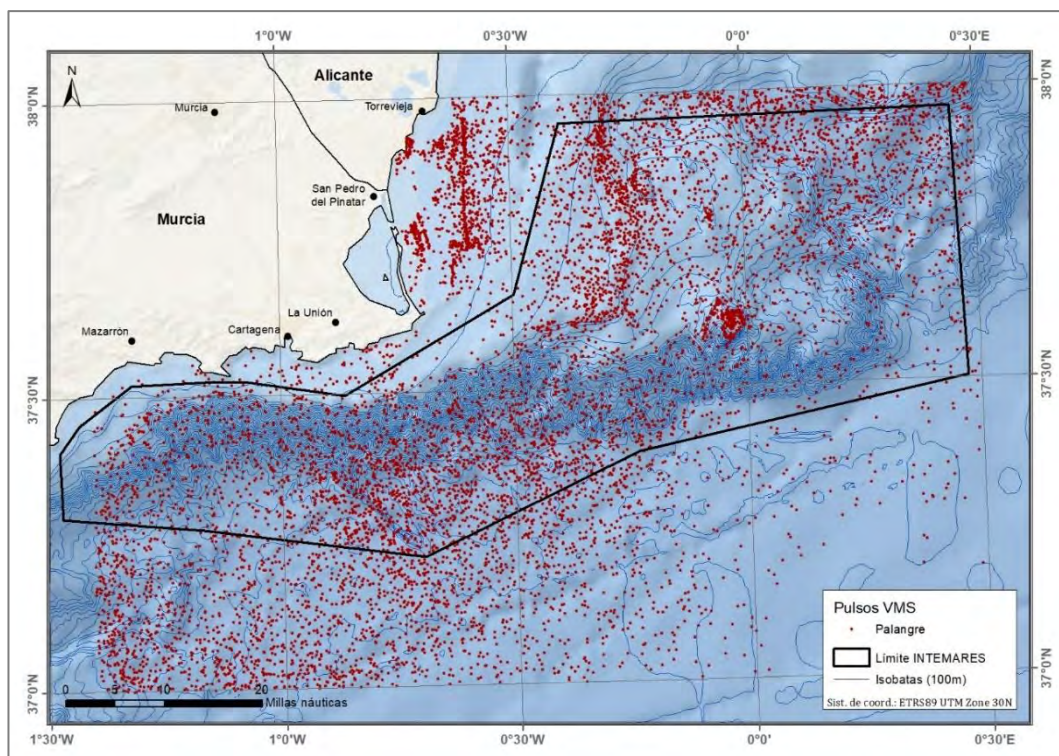 1°0'W
0°30'W
0°0'
0°30'E
N
Alicante
38°0'N
38°0'N
Murcia
Torrevieja
San Pedro
del Pinatar
Murcia
La Unión
Mazarrón
Cartagena
37°30'N
37°30'N
Pulsos VMS
Palangre
Límite INTEMARES
Isobatas (100m)
Sist. de coord.: ETRS89 UTM Zone 30N
37°0'N
37°0'N
0 5 10 20
Millas náuticas
1°30'W
1°0'W
0°30'W
0°0'
0°30'E